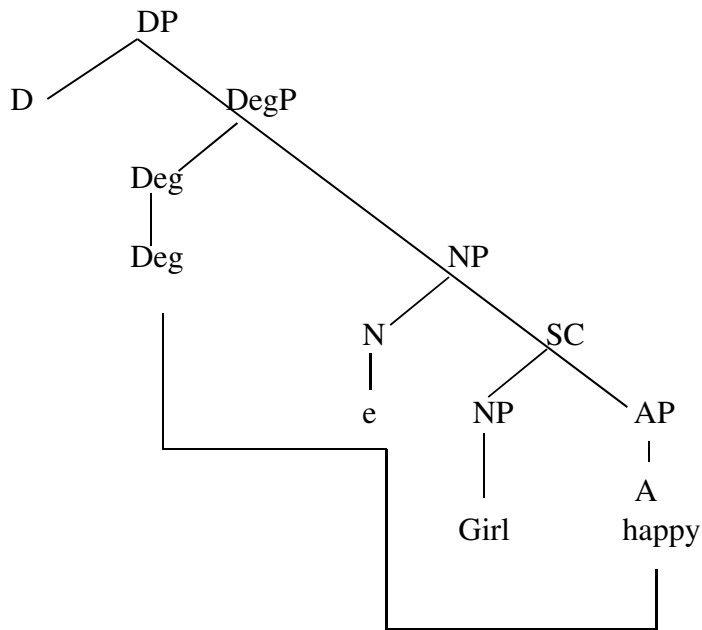 DP
D DegP
Deg
Deg NP
N SC
e NP AP
A
Girl happy